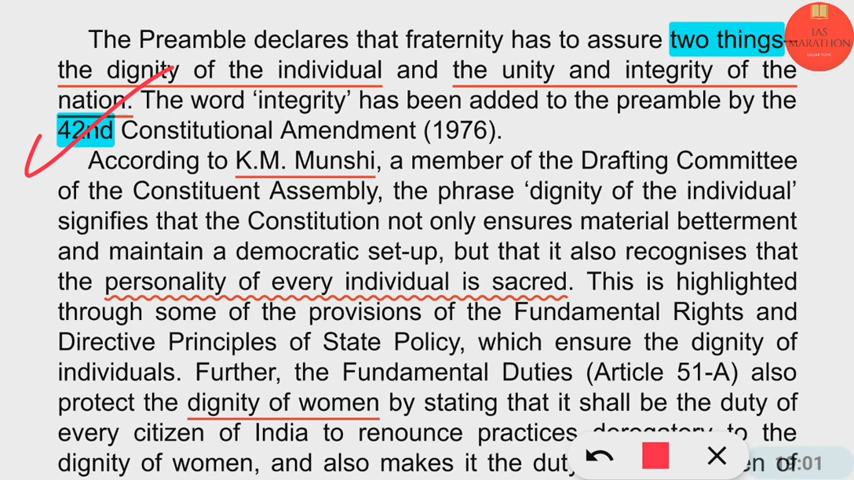 The Preamble declares that fraternity has to assure two things–
the dignity of the individual and the unity and integrity of the
nation. The word ‘integrity’ has been added to the preamble by the
42nd Constitutional Amendment (1976).
According to K.M. Munshi, a member of the Drafting Committee
of the Constituent Assembly, the phrase ‘dignity of the individual’
signifies that the Constitution not only ensures material betterment
and maintain a democratic set-up, but that it also recognises that
the personality of every individual is sacred. This is highlighted
through some of the provisions of the Fundamental Rights and
Directive Principles of State Policy, which ensure the dignity of
individuals. Further, the Fundamental Duties (Article 51-A) also
protect the dignity of women by stating that it shall be the duty of
every citizen of India to renounce practices derogatory to the
dignity of women, and also makes it the duty of
IAS
MARATHON
:01